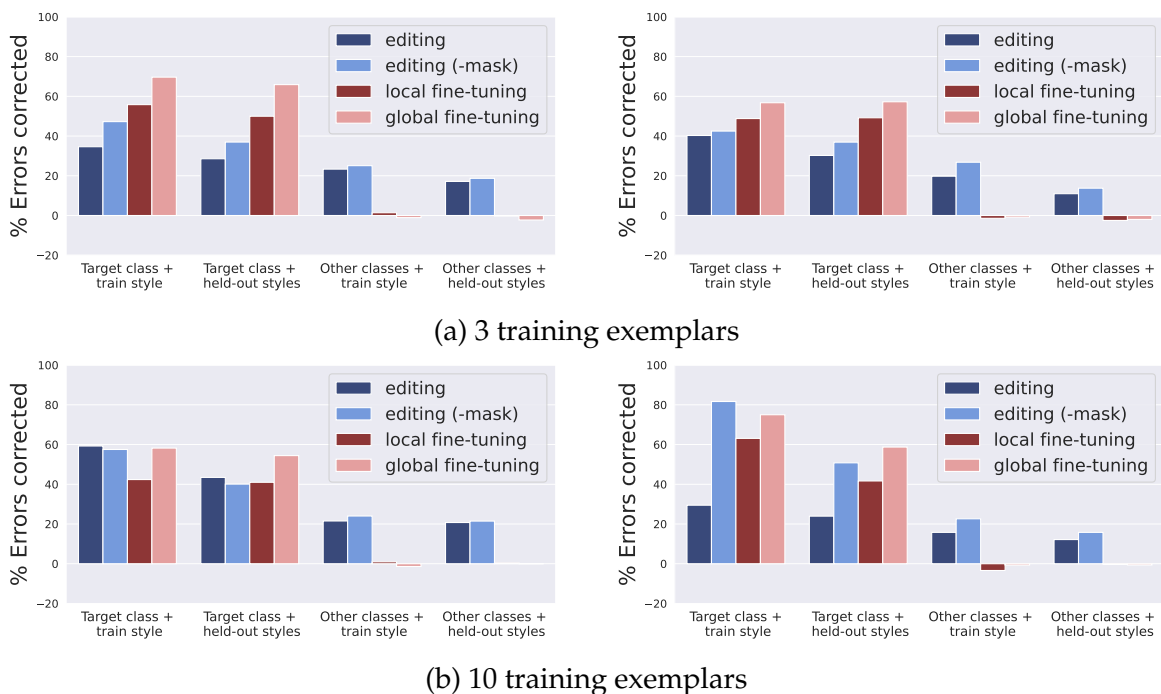 % Errors corrected
100
80
60
40
20
0
−20
editing
editing (-mask)
local fine-tuning
global fine-tuning
Target class +
train style
Target class +
held-out styles
Other classes +
train style
Other classes +
held-out styles
% Errors corrected
100
80
60
40
20
0
−20
editing
editing (-mask)
local fine-tuning
global fine-tuning
Target class +
train style
Target class +
held-out styles
Other classes +
train style
Other classes +
held-out styles
(a) 3 training exemplars
% Errors corrected
100
80
60
40
20
0
−20
editing
editing (-mask)
local fine-tuning
global fine-tuning
Target class +
train style
Target class +
held-out styles
Other classes +
train style
Other classes +
held-out styles
% Errors corrected
100
80
60
40
20
0
−20
editing
editing (-mask)
local fine-tuning
global fine-tuning
Target class +
train style
Target class +
held-out styles
Other classes +
train style
Other classes +
held-out styles
(b) 10 training exemplars